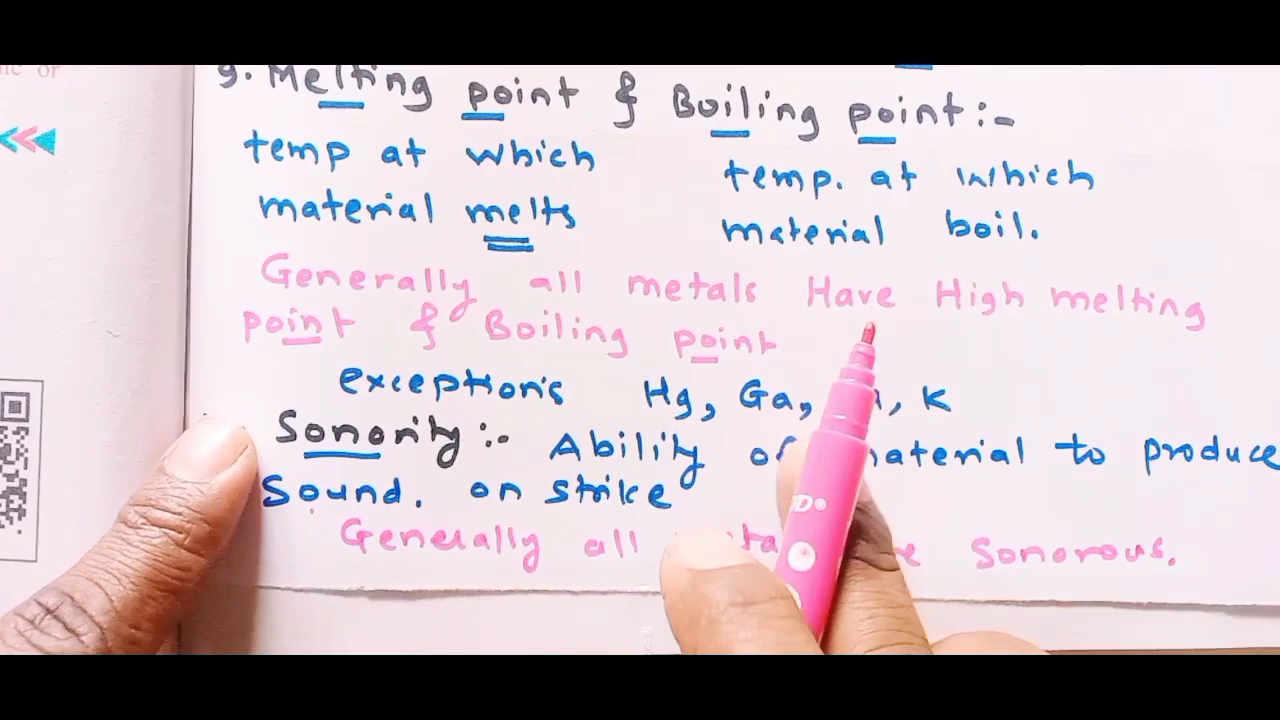 9. Melting point & Boiling point:-
temp at which
material melts
temp. at which
material boil.
Generally all metals Have High melting
point & Boiling point
exceptions Hg, Ga, K
Sonority:- Ability of material to produce
Sound. on strike
Generally all Sonorous.